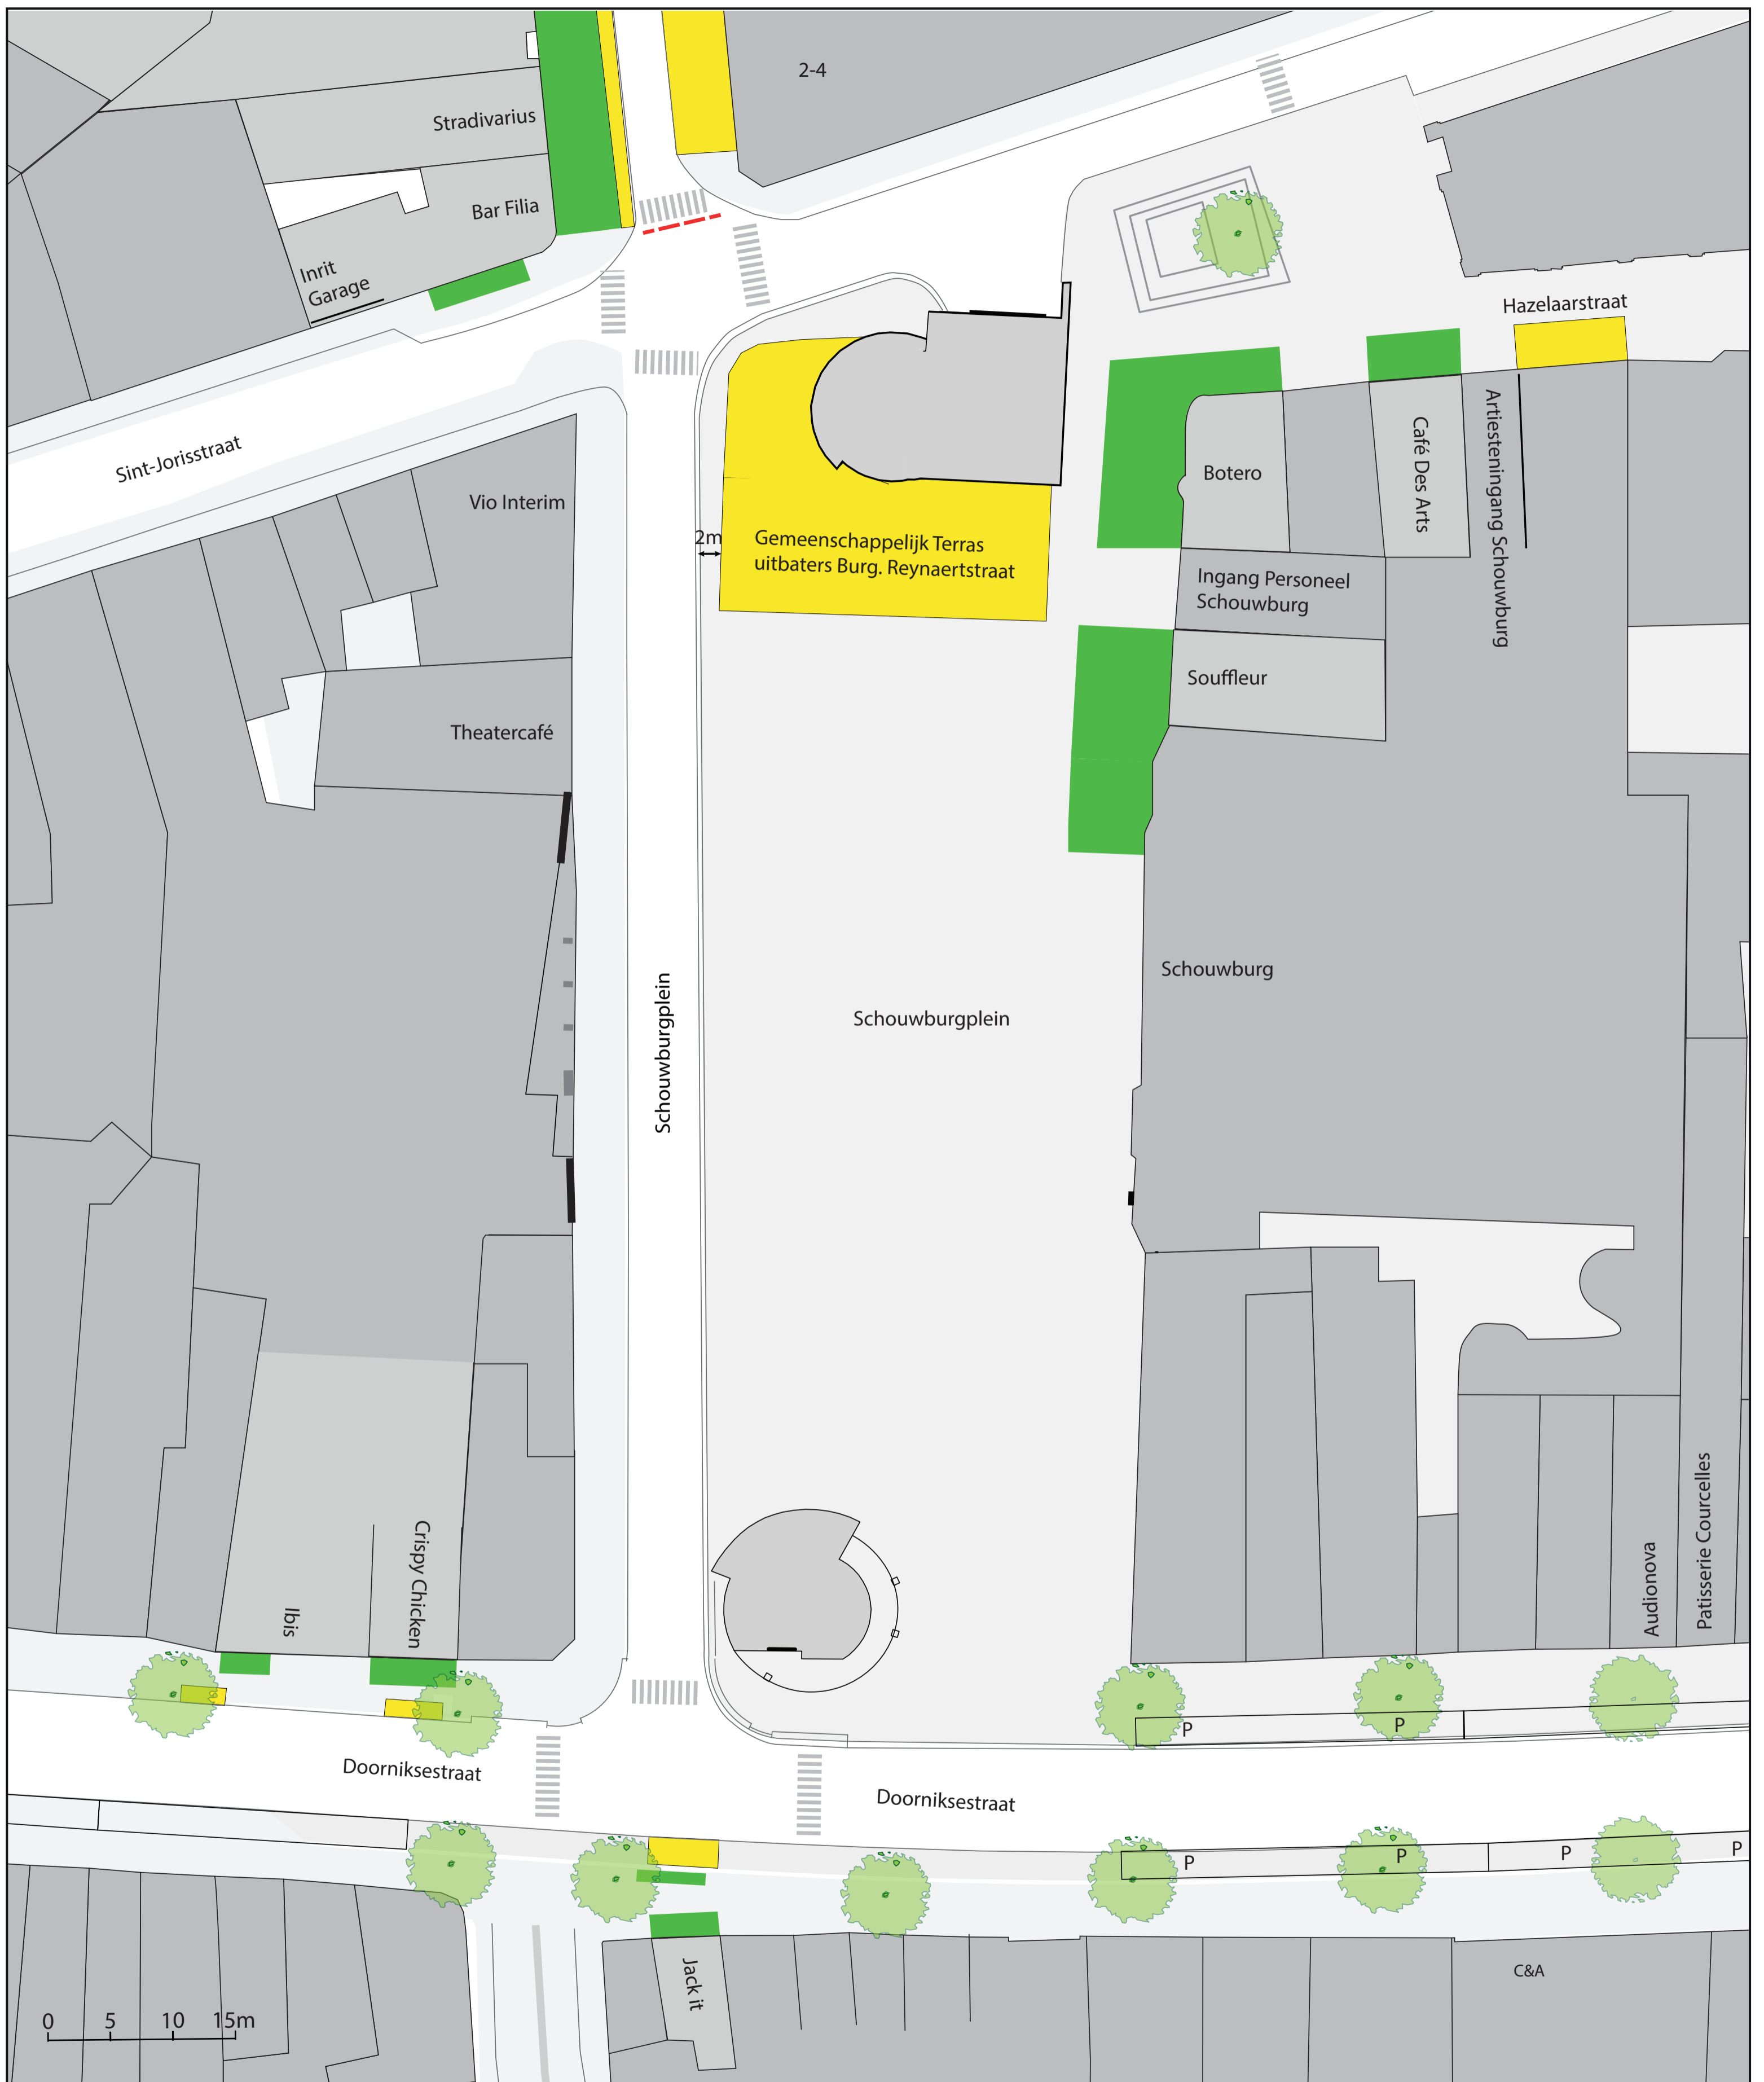 2-4
Stradivarius
Bar Filia
Inrit
Garage
Hazelaarstraat
Sint-Jorisstraat
Vio Interim
Botero
Café Des Arts
Artiesteningang Schouwburg
2m
Gemeenschappelijk Terras
uitbaters Burg. Reynaertstraat
Ingang Personeel
Schouwburg
Souffleur
Theatercafé
Schouwburg
Schouwburgplein
Schouwburgplein
Ibis
Crispy Chicken
Audionova
Patisserie Courcelles
P
P
Doorniksestraat
Doorniksestraat
P
P
P
P
Jack it
C&A
0 5 10 15m